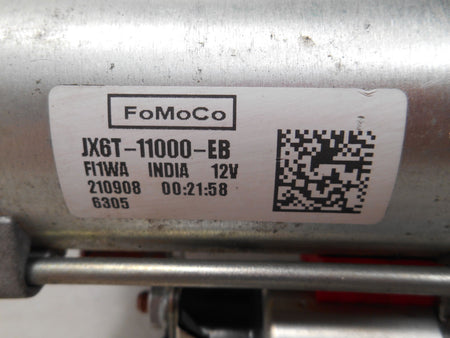 FoMoCo
JX6T-11000-EB
FI1WA INDIA 12V
210908 00:21:58
6305